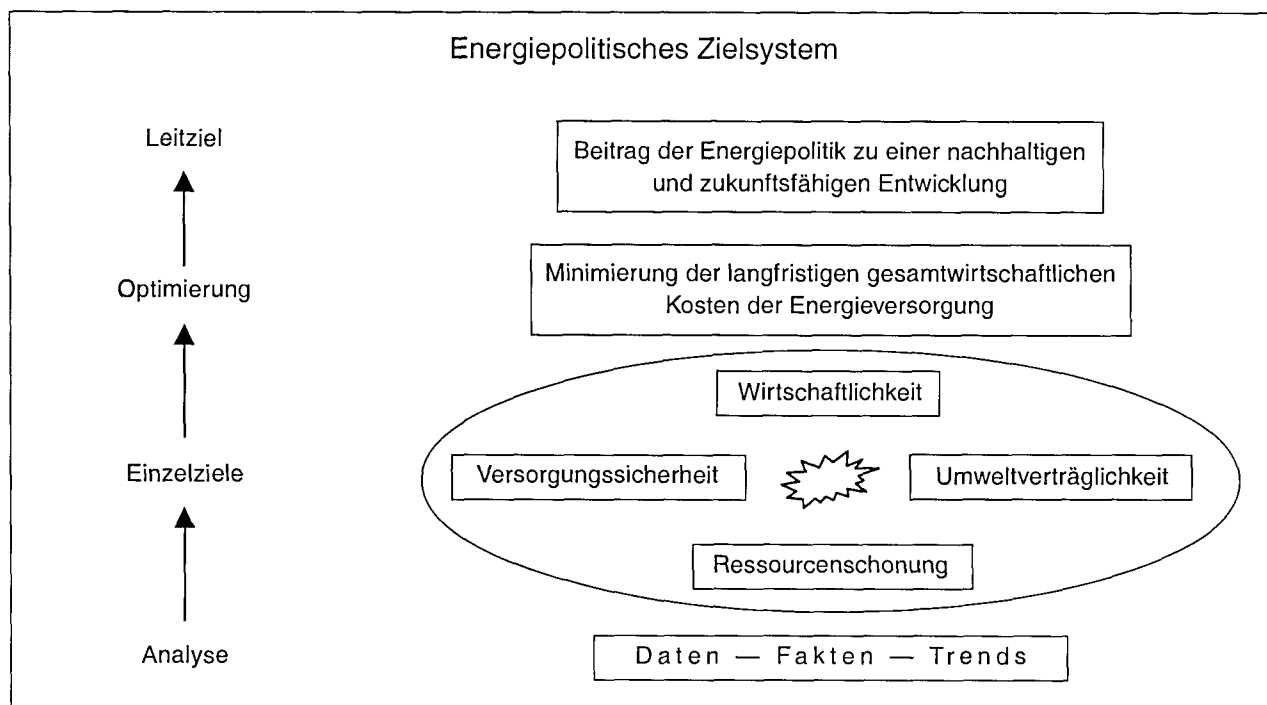 Energiepolitisches Zielsystem
Leitziel
Beitrag der Energiepolitik zu einer nachhaltigen
und zukunftsfähigen Entwicklung
Optimierung
Minimierung der langfristigen gesamtwirtschaftlichen
Kosten der Energieversorgung
Einzelziele
Wirtschaftlichkeit
Versorgungssicherheit
Umweltverträglichkeit
Ressourcenschonung
Analyse
Daten — Fakten — Trends